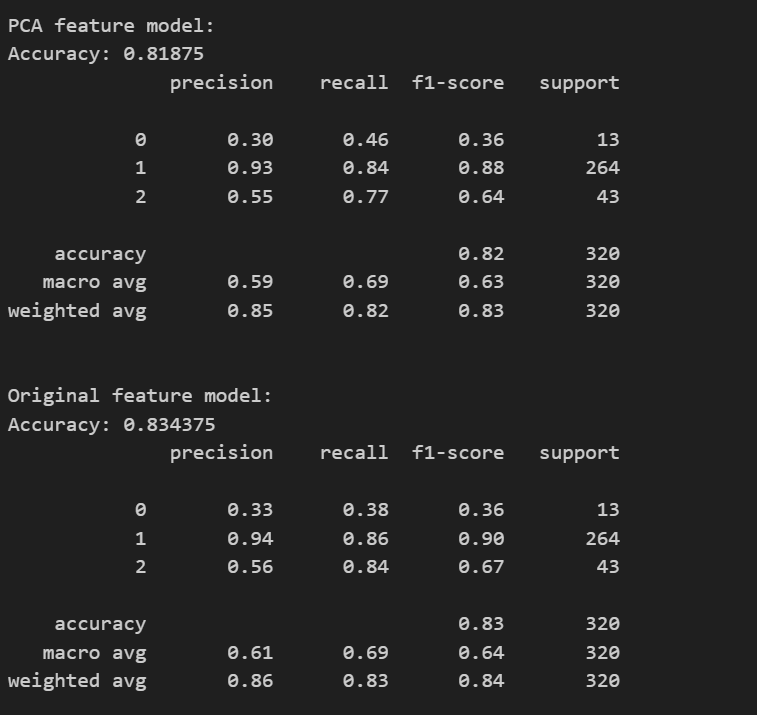 PCA feature model:
Accuracy: 0.81875
precision recall f1-score support
0 0.30 0.46 0.36 13
1 0.93 0.84 0.88 264
2 0.55 0.77 0.64 43
accuracy 0.82 320
macro avg 0.59 0.69 0.63 320
weighted avg 0.85 0.82 0.83 320
Original feature model:
Accuracy: 0.834375
precision recall f1-score support
0 0.33 0.38 0.36 13
1 0.94 0.86 0.90 264
2 0.56 0.84 0.67 43
accuracy 0.83 320
macro avg 0.61 0.69 0.64 320
weighted avg 0.86 0.83 0.84 320